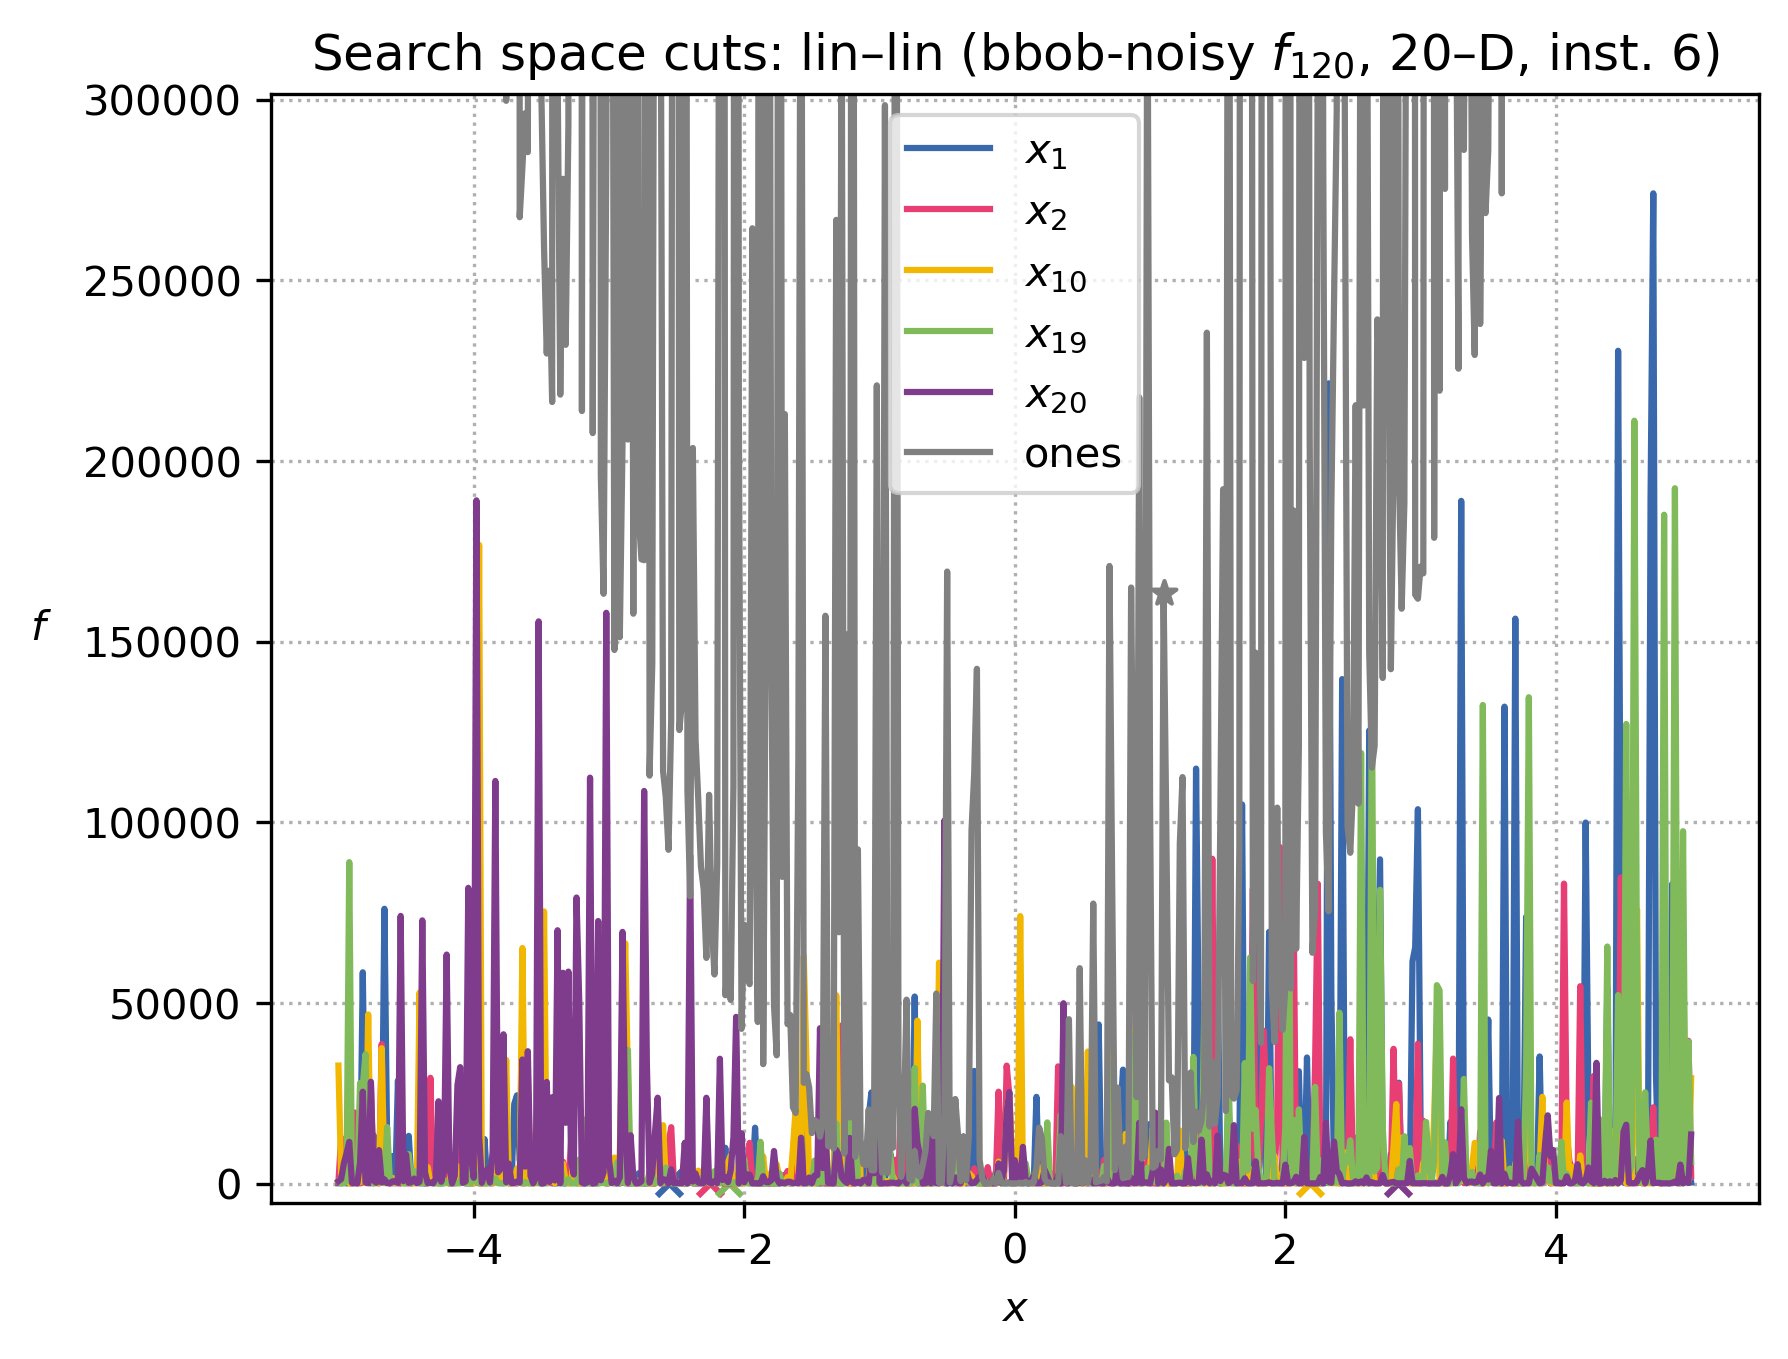 Search space cuts: lin–lin (bbob-noisy f₁₂₀, 20–D, inst. 6)
300000
250000
200000
150000
100000
50000
0
f
x₁
x₂
x₁₀
x₁₉
x₂₀
ones
−4 −2 0 2 4
x